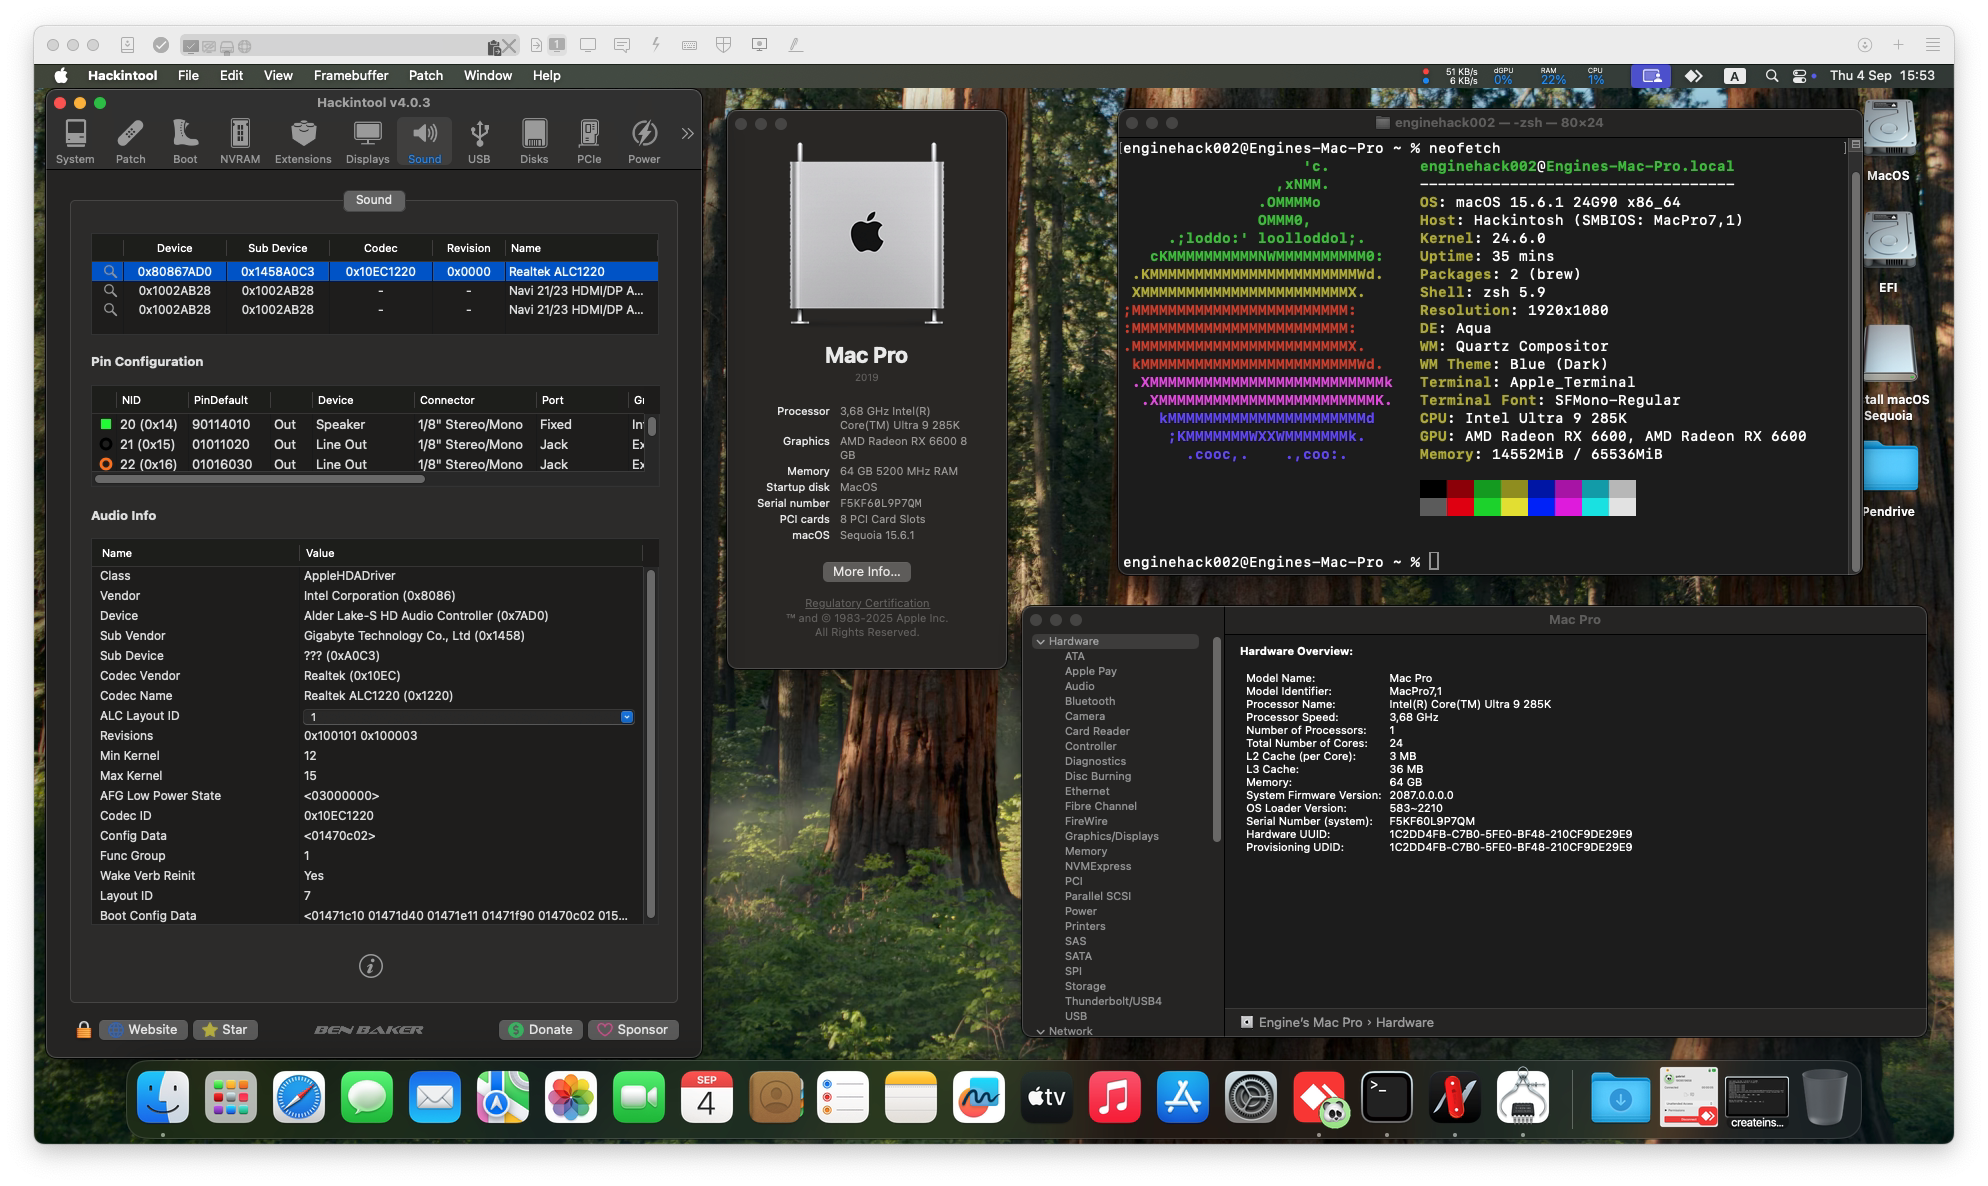 1
Hackintool File Edit View Framebuffer Patch Window Help
51 KB/s 6 KB/s dGPU 0% RAM 22% CPU 1% A Thu 4 Sep 15:53
Hackintool v4.0.3
System Patch Boot NVRAM Extensions Displays Sound USB Disks PCIe Power
Sound
Device Sub Device Codec Revision Name
0x80867AD0 0x1458A0C3 0x10EC1220 0x0000 Realtek ALC1220
0x1002AB28 0x1002AB28 - - Navi 21/23 HDMI/DP A...
0x1002AB28 0x1002AB28 - - Navi 21/23 HDMI/DP A...
Pin Configuration
NID PinDefault Device Connector Port
20 (0x14) 90114010 Out Speaker 1/8" Stereo/Mono Fixed
21 (0x15) 01011020 Out Line Out 1/8" Stereo/Mono Jack
22 (0x16) 01016030 Out Line Out 1/8" Stereo/Mono Jack
Audio Info
Name Value
Class AppleHDADriver
Vendor Intel Corporation (0x8086)
Device Alder Lake-S HD Audio Controller (0x7AD0)
Sub Vendor Gigabyte Technology Co., Ltd (0x1458)
Sub Device ??? (0xA0C3)
Codec Vendor Realtek (0x10EC)
Codec Name Realtek ALC1220 (0x1220)
ALC Layout ID 1
Revisions 0x100101 0x100003
Min Kernel 12
Max Kernel 15
AFG Low Power State <03000000>
Codec ID 0x10EC1220
Config Data <01470c02>
Func Group 1
Wake Verb Reinit Yes
Layout ID 7
Boot Config Data <01471c10 01471d40 01471e11 01471f90 01470c02 015...
Website Star BEN BAKER Donate Sponsor
Mac Pro
2019
Processor 3,68 GHz Intel(R)
Core(TM) Ultra 9 285K
Graphics AMD Radeon RX 6600 8
GB
Memory 64 GB 5200 MHz RAM
Startup disk MacOS
Serial number F5KF60L9P7QM
PCI cards 8 PCI Card Slots
macOS Sequoia 15.6.1
More Info...
Regulatory Certification
™ and © 1983-2025 Apple Inc.
All Rights Reserved.
enginehack002 — -zsh — 80×24
[enginehack002@Engines-Mac-Pro ~ % neofetch ]
'c. enginehack002@Engines-Mac-Pro.local
,xNMM. -----------------------------------
.OMMMMo OS: macOS 15.6.1 24G90 x86_64
OMMM0, Host: Hackintosh (SMBIOS: MacPro7,1)
.;loddo:' loolloddol;. Kernel: 24.6.0
cKMMMMMMMMMMNWMMMMMMMMMM0: Uptime: 35 mins
.KMMMMMMMMMMMMMMMMMMMMMMMWd. Packages: 2 (brew)
XMMMMMMMMMMMMMMMMMMMMMMMX. Shell: zsh 5.9
;MMMMMMMMMMMMMMMMMMMMMMMM: Resolution: 1920x1080
:MMMMMMMMMMMMMMMMMMMMMMMM: DE: Aqua
.MMMMMMMMMMMMMMMMMMMMMMMMX. WM: Quartz Compositor
kMMMMMMMMMMMMMMMMMMMMMMMMWd. WM Theme: Blue (Dark)
.XMMMMMMMMMMMMMMMMMMMMMMMMMMk Terminal: Apple_Terminal
.XMMMMMMMMMMMMMMMMMMMMMMMMK. Terminal Font: SFMono-Regular
kMMMMMMMMMMMMMMMMMMMMMMd CPU: Intel Ultra 9 285K
;KMMMMMMMWXXWMMMMMMMk. GPU: AMD Radeon RX 6600, AMD Radeon RX 6600
.cooc,. .,coo:. Memory: 14552MiB / 65536MiB
enginehack002@Engines-Mac-Pro ~ %
MacOS
EFI
tall macOS
Sequoia
Pendrive
Mac Pro
Hardware
ATA
Apple Pay
Audio
Bluetooth
Camera
Card Reader
Controller
Diagnostics
Disc Burning
Ethernet
Fibre Channel
FireWire
Graphics/Displays
Memory
NVMExpress
PCI
Parallel SCSI
Power
Printers
SAS
SATA
SPI
Storage
Thunderbolt/USB4
USB
Network
Hardware Overview:
Model Name: Mac Pro
Model Identifier: MacPro7,1
Processor Name: Intel(R) Core(TM) Ultra 9 285K
Processor Speed: 3,68 GHz
Number of Processors: 1
Total Number of Cores: 24
L2 Cache (per Core): 3 MB
L3 Cache: 36 MB
Memory: 64 GB
System Firmware Version: 2087.0.0.0.0
OS Loader Version: 583~2210
Serial Number (system): F5KF60L9P7QM
Hardware UUID: 1C2DD4FB-C7B0-5FE0-BF48-210CF9DE29E9
Provisioning UDID: 1C2DD4FB-C7B0-5FE0-BF48-210CF9DE29E9
Engine's Mac Pro › Hardware
SEP
4
tv
>_
createins...